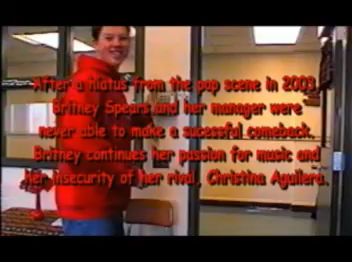 After a hiatus from the pop scene in 2003,
Britney Spears and her manager were
never able to make a sucessful comeback.
Britney continues her passion for music and
her insecurity of her rival, Christina Aguilera.